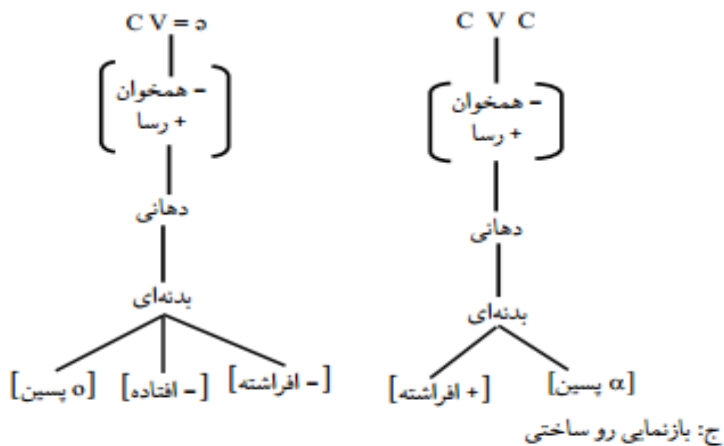 C V C
– همخوان
+ رسا
دهانی
بدنه‌ای
[α پسین] [+ افراشته]
C V = ə
– همخوان
+ رسا
دهانی
بدنه‌ای
[– افراشته] [– افتاده] [o پسین]
ج: بازنمایی رو ساختی